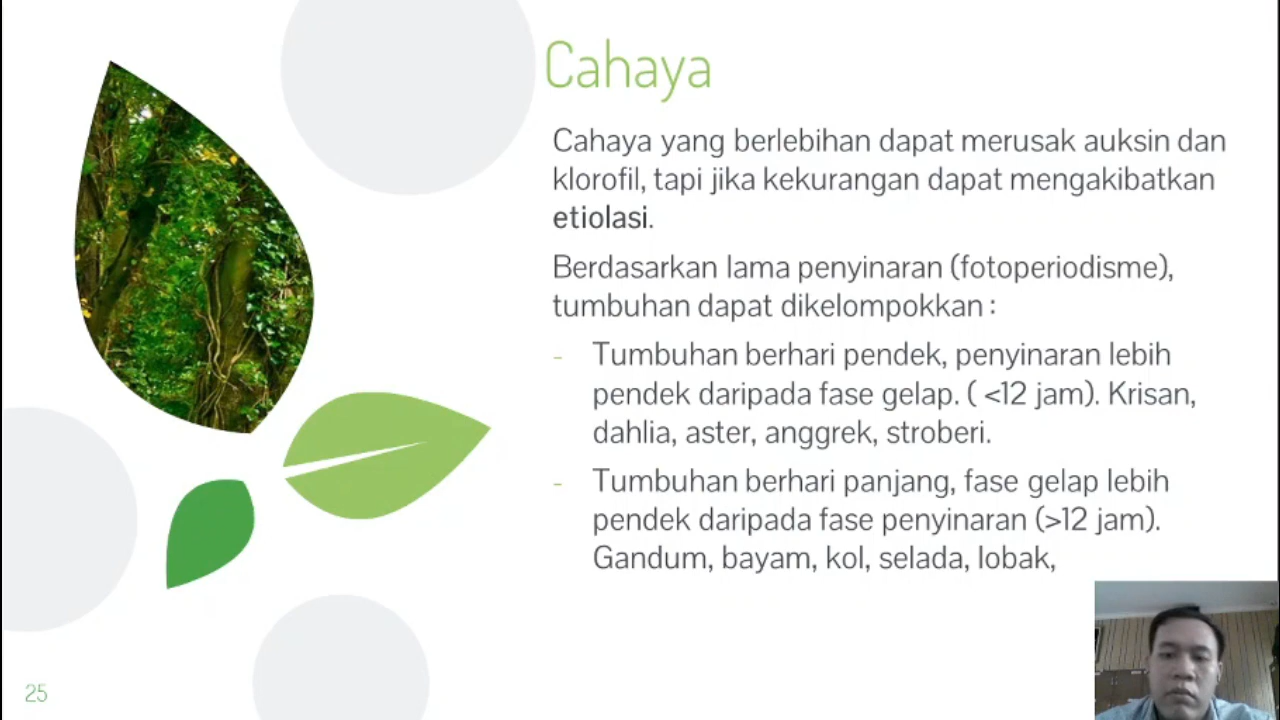 Cahaya
Cahaya yang berlebihan dapat merusak auksin dan
klorofil, tapi jika kekurangan dapat mengakibatkan
etiolasi.
Berdasarkan lama penyinaran (fotoperiodisme),
tumbuhan dapat dikelompokkan :
- Tumbuhan berhari pendek, penyinaran lebih
pendek daripada fase gelap. ( <12 jam). Krisan,
dahlia, aster, anggrek, stroberi.
- Tumbuhan berhari panjang, fase gelap lebih
pendek daripada fase penyinaran (>12 jam).
Gandum, bayam, kol, selada, lobak,
25